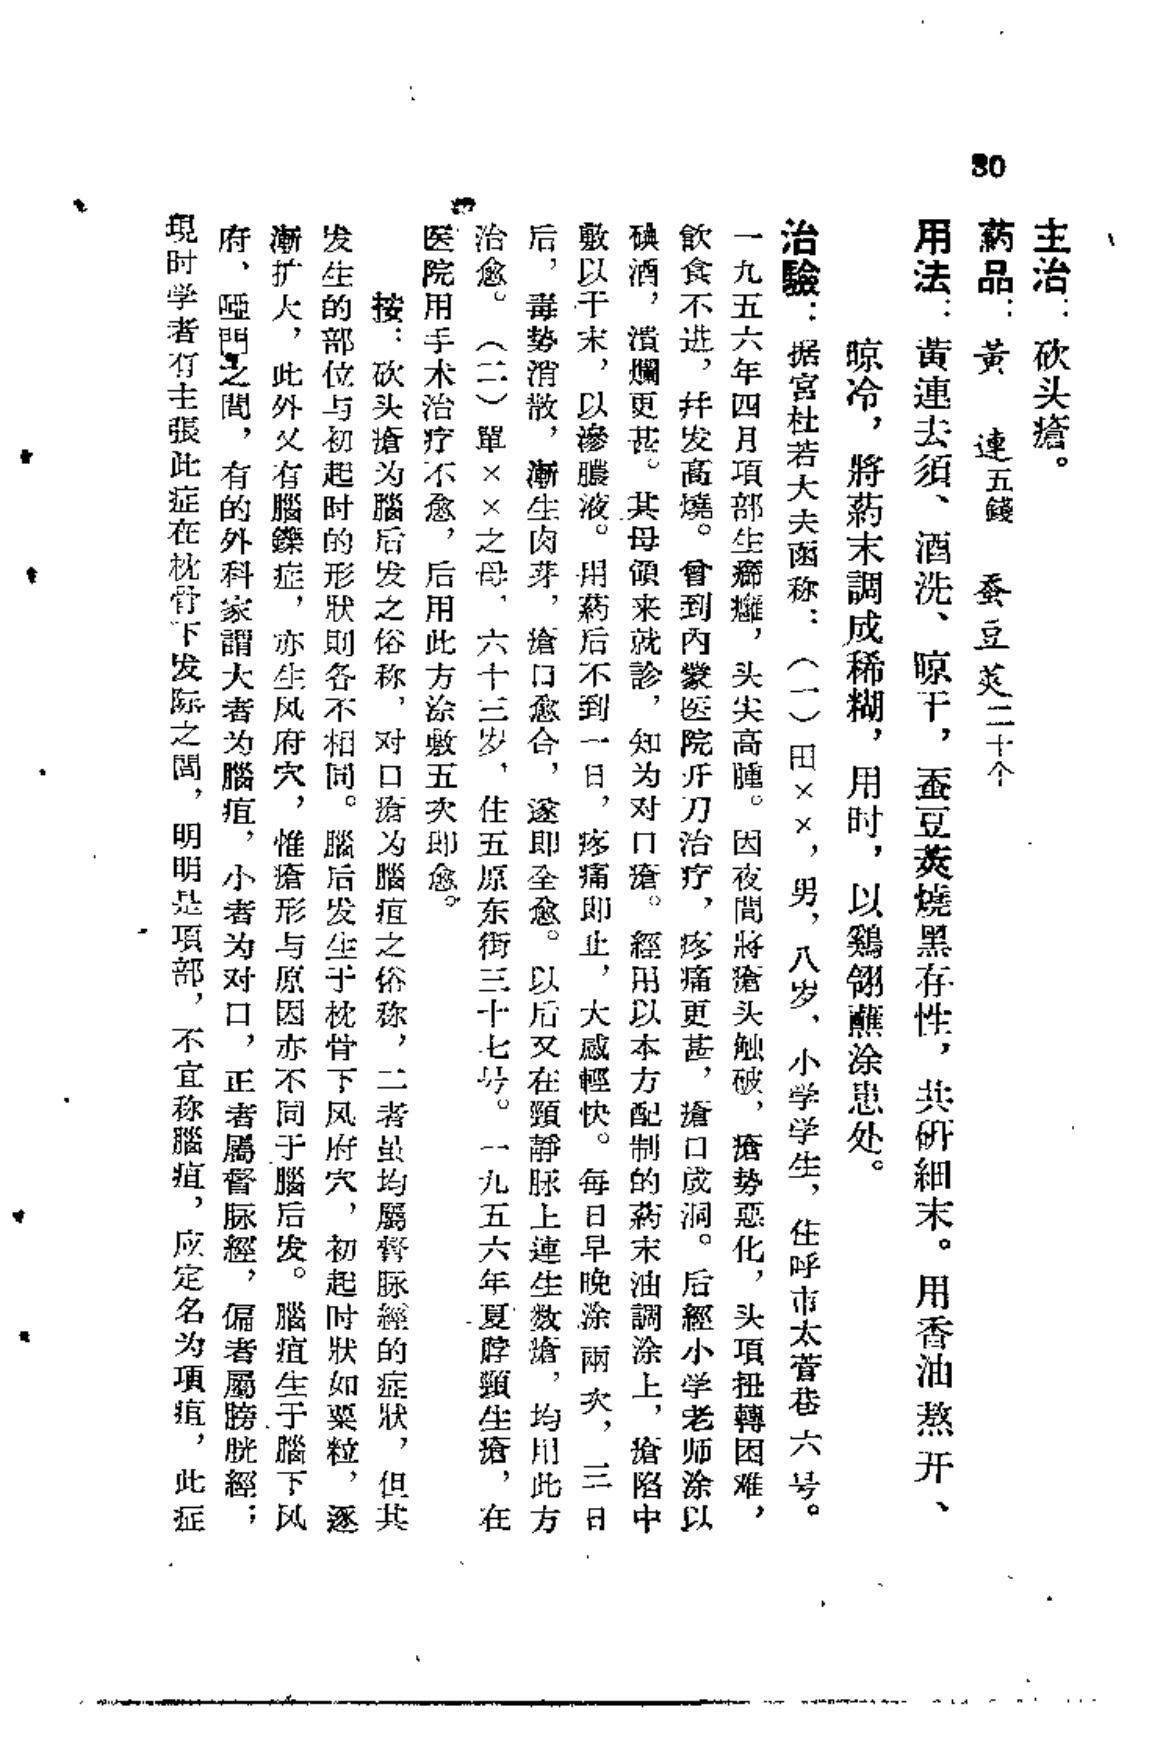 80
主治：砍头瘡。
葯品：黃　連五錢　蚕豆荚二十个
用法：黃連去須、酒洗、晾干，蚕豆荚燒黑存性，共研細末。用香油熬开、
晾冷，將葯末調成稀糊，用时，以鷄翎蘸涂患处。
治驗：据宮杜若大夫函称：（一）田××，男，八岁，小学学生，住呼市太菅巷六号。
一九五六年四月項部生癤癰，头尖高腫。因夜間將瘡头触破，瘡势惡化，头項扭轉困难，
飮食不进，幷发高燒。曾到內蒙医院开刀治疗，疼痛更甚，瘡口成洞。后經小学老师涂以
碘酒，潰爛更甚。其母領来就診，知为对口瘡。經用以本方配制的葯末油調涂上，瘡陷中
敷以干末，以滲膿液。用葯后不到一日，疼痛即止，大感輕快。每日早晚涂兩次，三日
后，毒势消散，漸生肉芽，瘡口愈合，遂即全愈。以后又在頸靜脉上連生数瘡，均用此方
治愈。（二）單××之母，六十三岁，住五原东街三十七号。一九五六年夏脖頸生瘡，在
医院用手术治疗不愈，后用此方涂敷五次即愈。
按：砍头瘡为腦后发之俗称，对口瘡为腦疽之俗称，二者虽均屬督脉經的症狀，但其
发生的部位与初起时的形狀則各不相同。腦后发生于枕骨下风府穴，初起时狀如粟粒，逐
漸扩大，此外又有腦鑠症，亦生风府穴，惟瘡形与原因亦不同于腦后发。腦疽生于腦下风
府、啞門之間，有的外科家謂大者为腦疽，小者为对口，正者屬督脉經，偏者屬膀胱經；
現时学者有主張此症在枕骨下发际之間，明明是項部，不宜称腦疽，应定名为項疽，此症